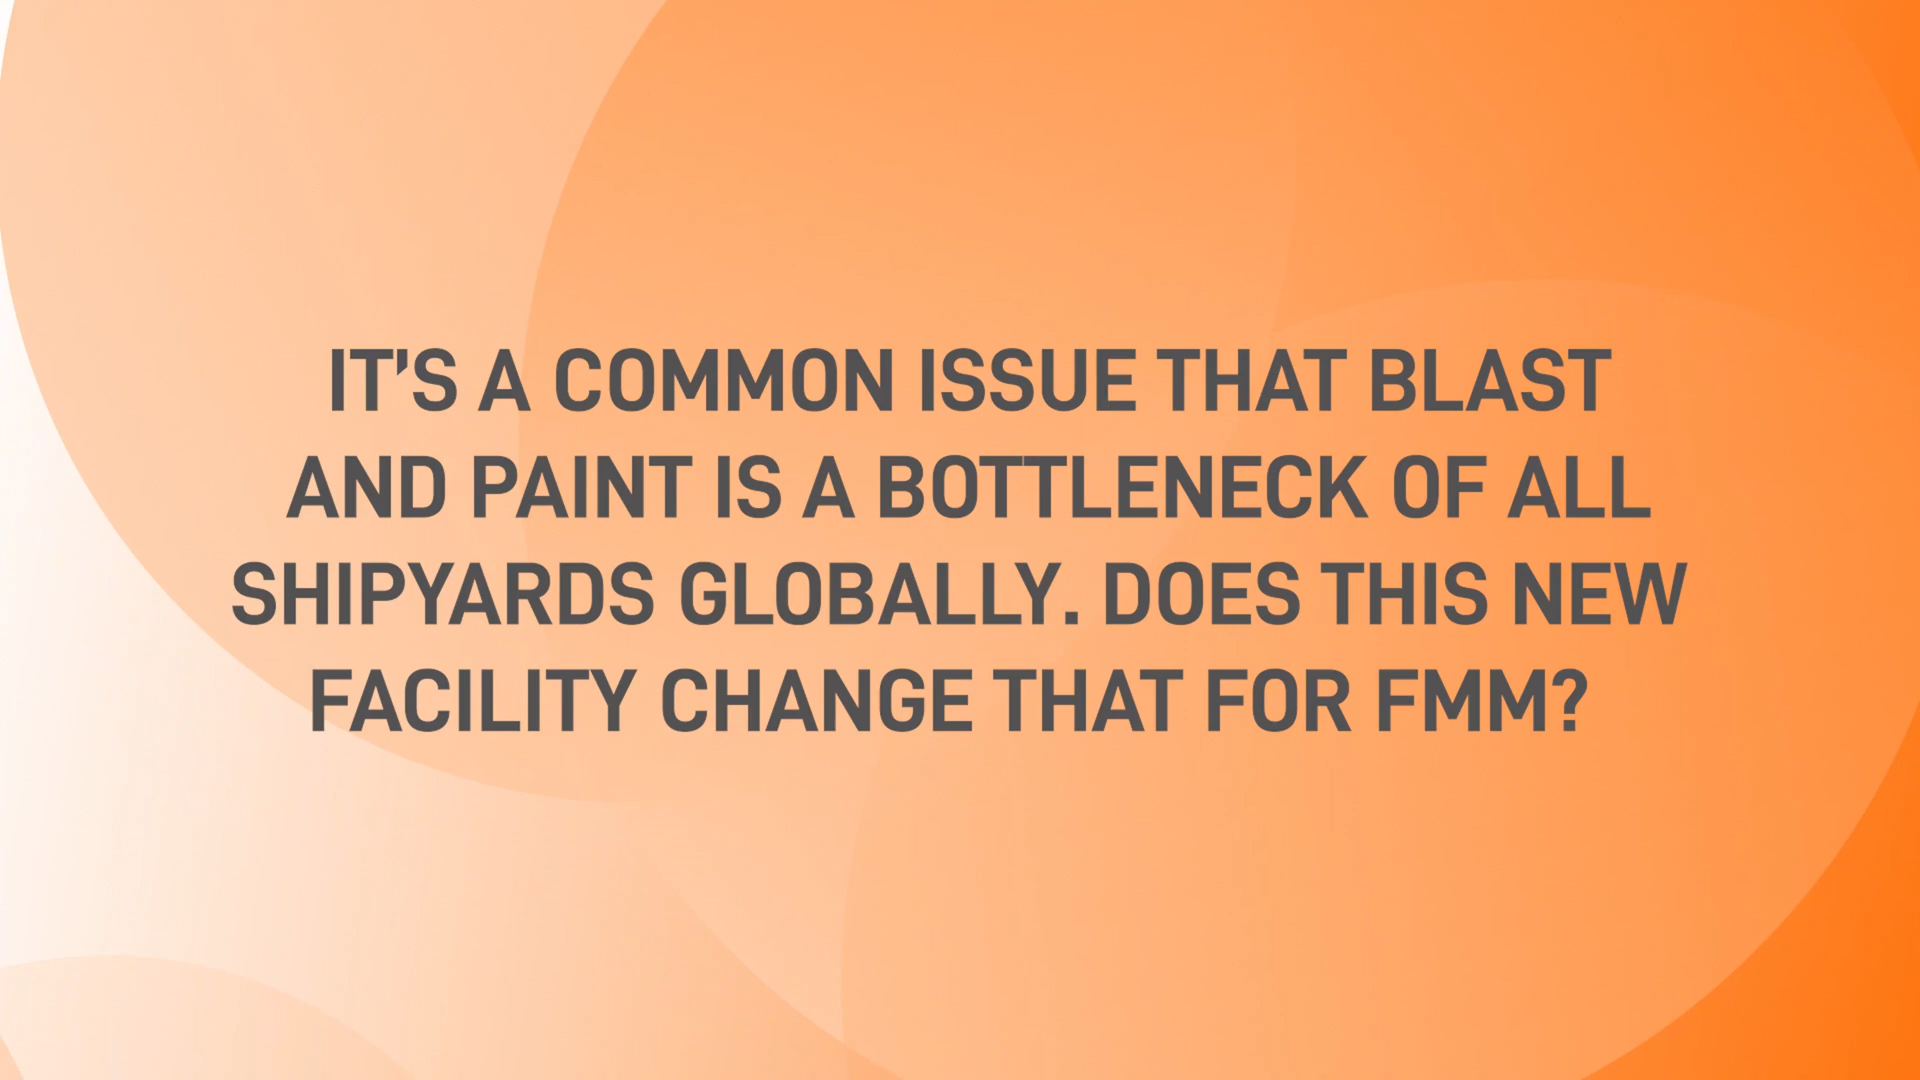 IT'S A COMMON ISSUE THAT BLAST
AND PAINT IS A BOTTLENECK OF ALL
SHIPYARDS GLOBALLY. DOES THIS NEW
FACILITY CHANGE THAT FOR FMM?